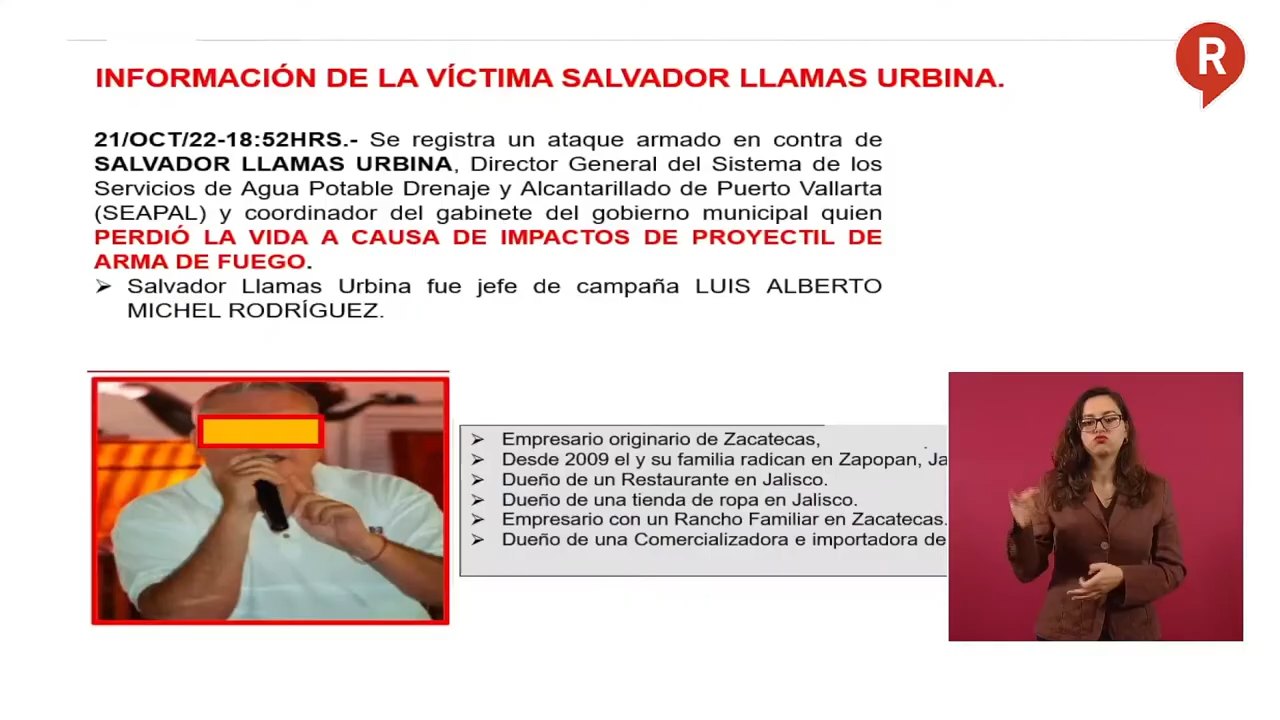 R
INFORMACIÓN DE LA VÍCTIMA SALVADOR LLAMAS URBINA.
21/OCT/22-18:52HRS.- Se registra un ataque armado en contra de
SALVADOR LLAMAS URBINA, Director General del Sistema de los
Servicios de Agua Potable Drenaje y Alcantarillado de Puerto Vallarta
(SEAPAL) y coordinador del gabinete del gobierno municipal quien
PERDIÓ LA VIDA A CAUSA DE IMPACTOS DE PROYECTIL DE
ARMA DE FUEGO.
➢ Salvador Llamas Urbina fue jefe de campaña LUIS ALBERTO
MICHEL RODRÍGUEZ.
➢ Empresario originario de Zacatecas,
➢ Desde 2009 el y su familia radican en Zapopan, Ja
➢ Dueño de un Restaurante en Jalisco.
➢ Dueño de una tienda de ropa en Jalisco.
➢ Empresario con un Rancho Familiar en Zacatecas.
➢ Dueño de una Comercializadora e importadora de